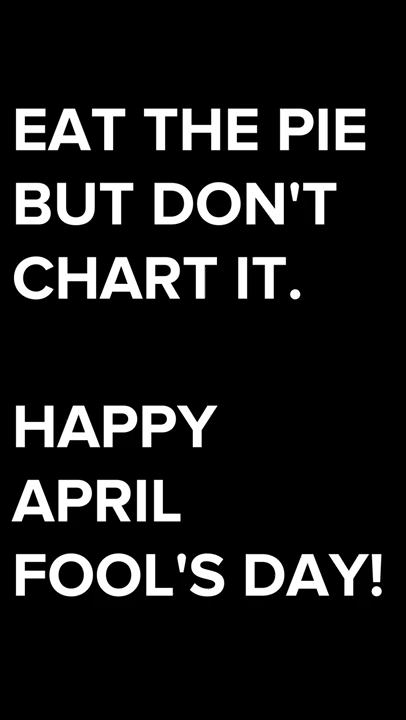 EAT THE PIE
BUT DON'T
CHART IT.
HAPPY
APRIL
FOOL'S DAY!